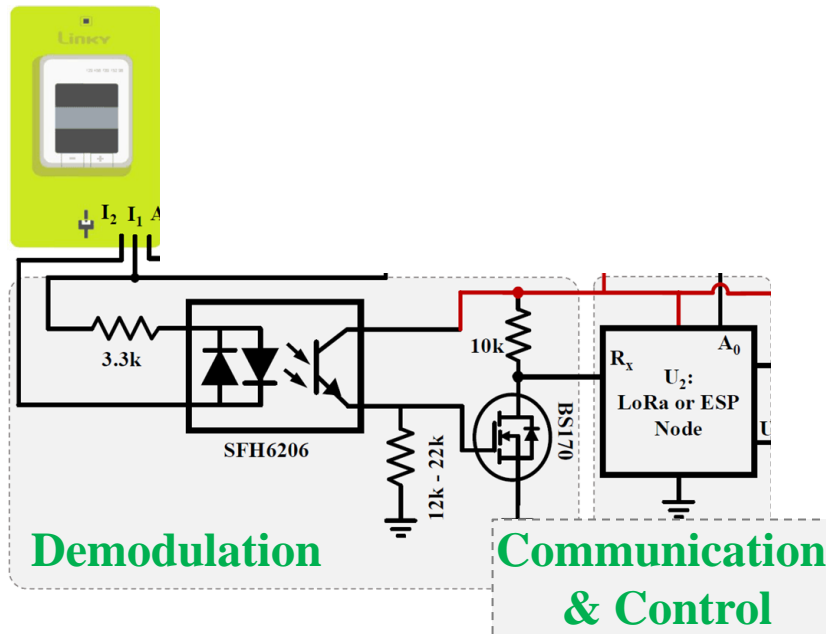 Linky
I₂ I₁ A
3.3k
SFH6206
12k - 22k
10k
BS170
Rₓ
A₀
U₂:
LoRa or ESP
Node
U
Demodulation
Communication
& Control